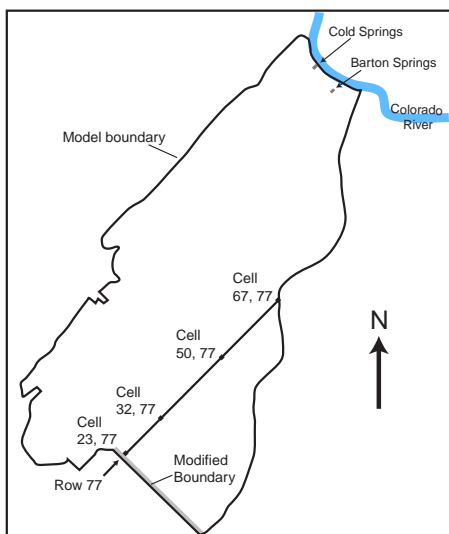 Cold Springs
Barton Springs
Colorado
River
Model boundary
Cell
67, 77
N
Cell
50, 77
Cell
32, 77
Cell
23, 77
Modified
Boundary
Row 77